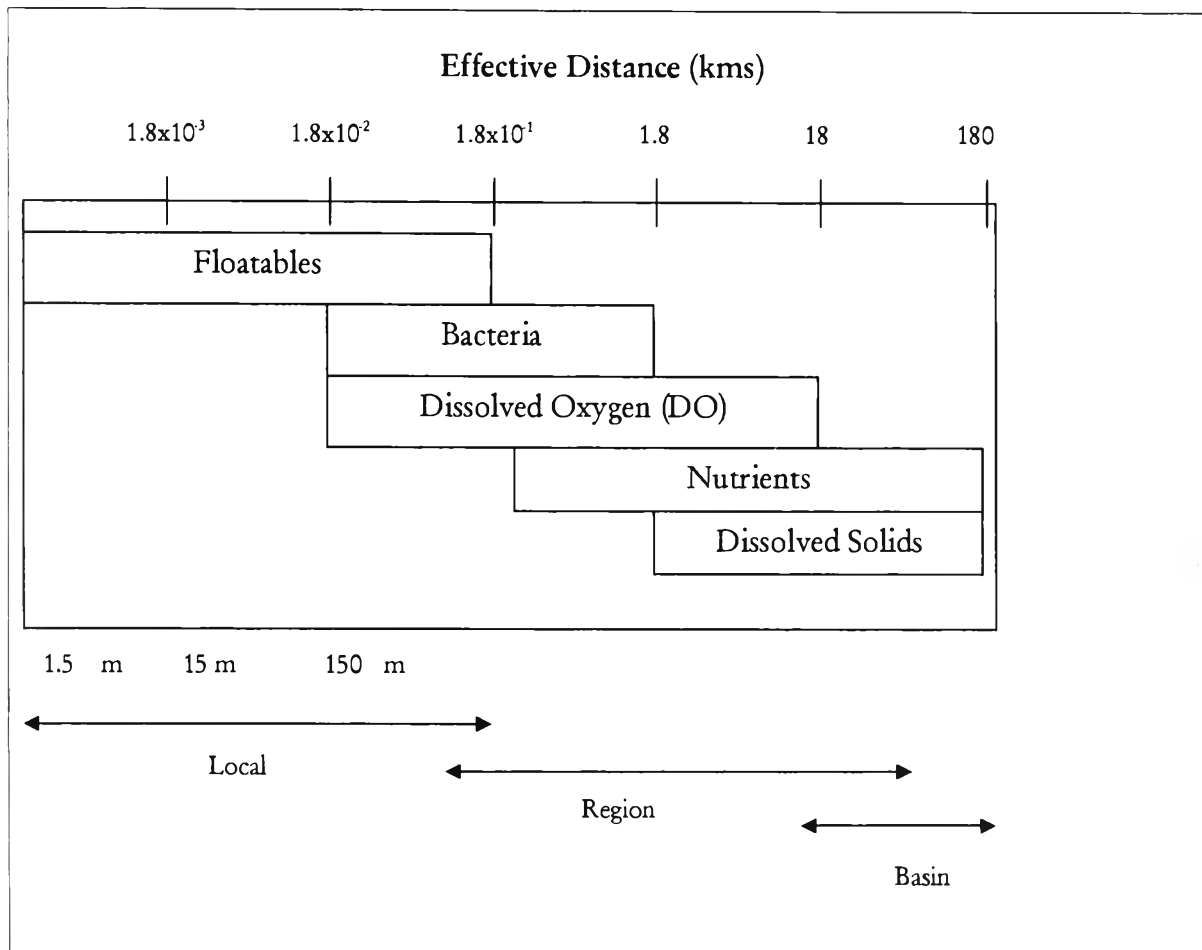 Effective Distance (kms)
1.8x10⁻³ 1.8x10⁻² 1.8x10⁻¹ 1.8 18 180
Floatables
Bacteria
Dissolved Oxygen (DO)
Nutrients
Dissolved Solids
1.5 m 15 m 150 m
Local
Region
Basin